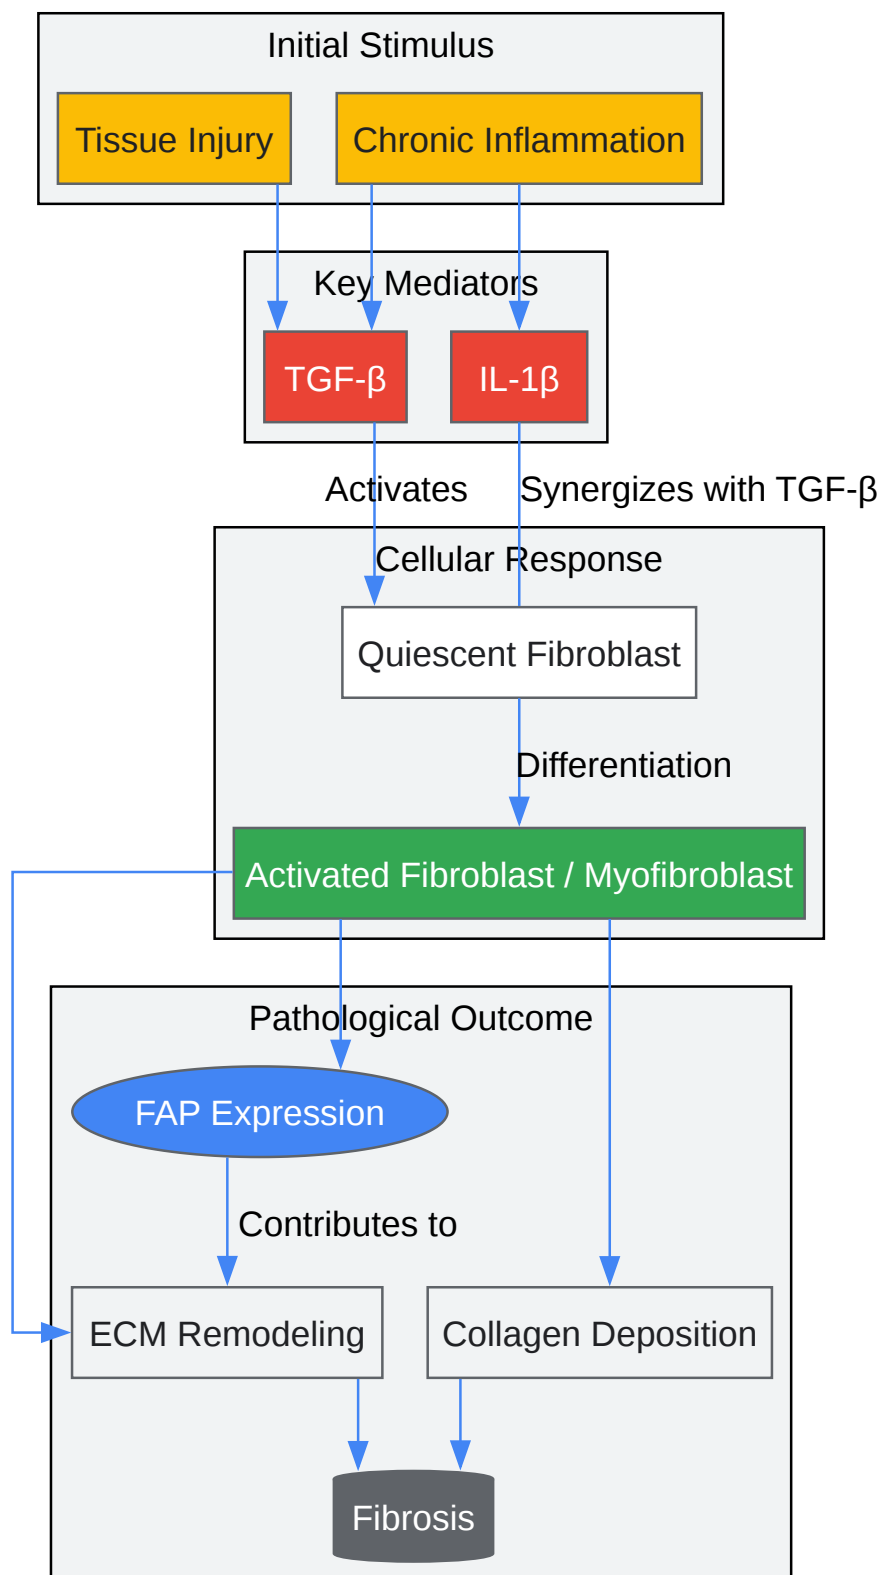 Initial Stimulus
Tissue Injury
Chronic Inflammation
Key Mediators
TGF-β
IL-1β
Activates
Synergizes with TGF-β
Cellular Response
Quiescent Fibroblast
Differentiation
Activated Fibroblast / Myofibroblast
Pathological Outcome
FAP Expression
Contributes to
ECM Remodeling
Collagen Deposition
Fibrosis